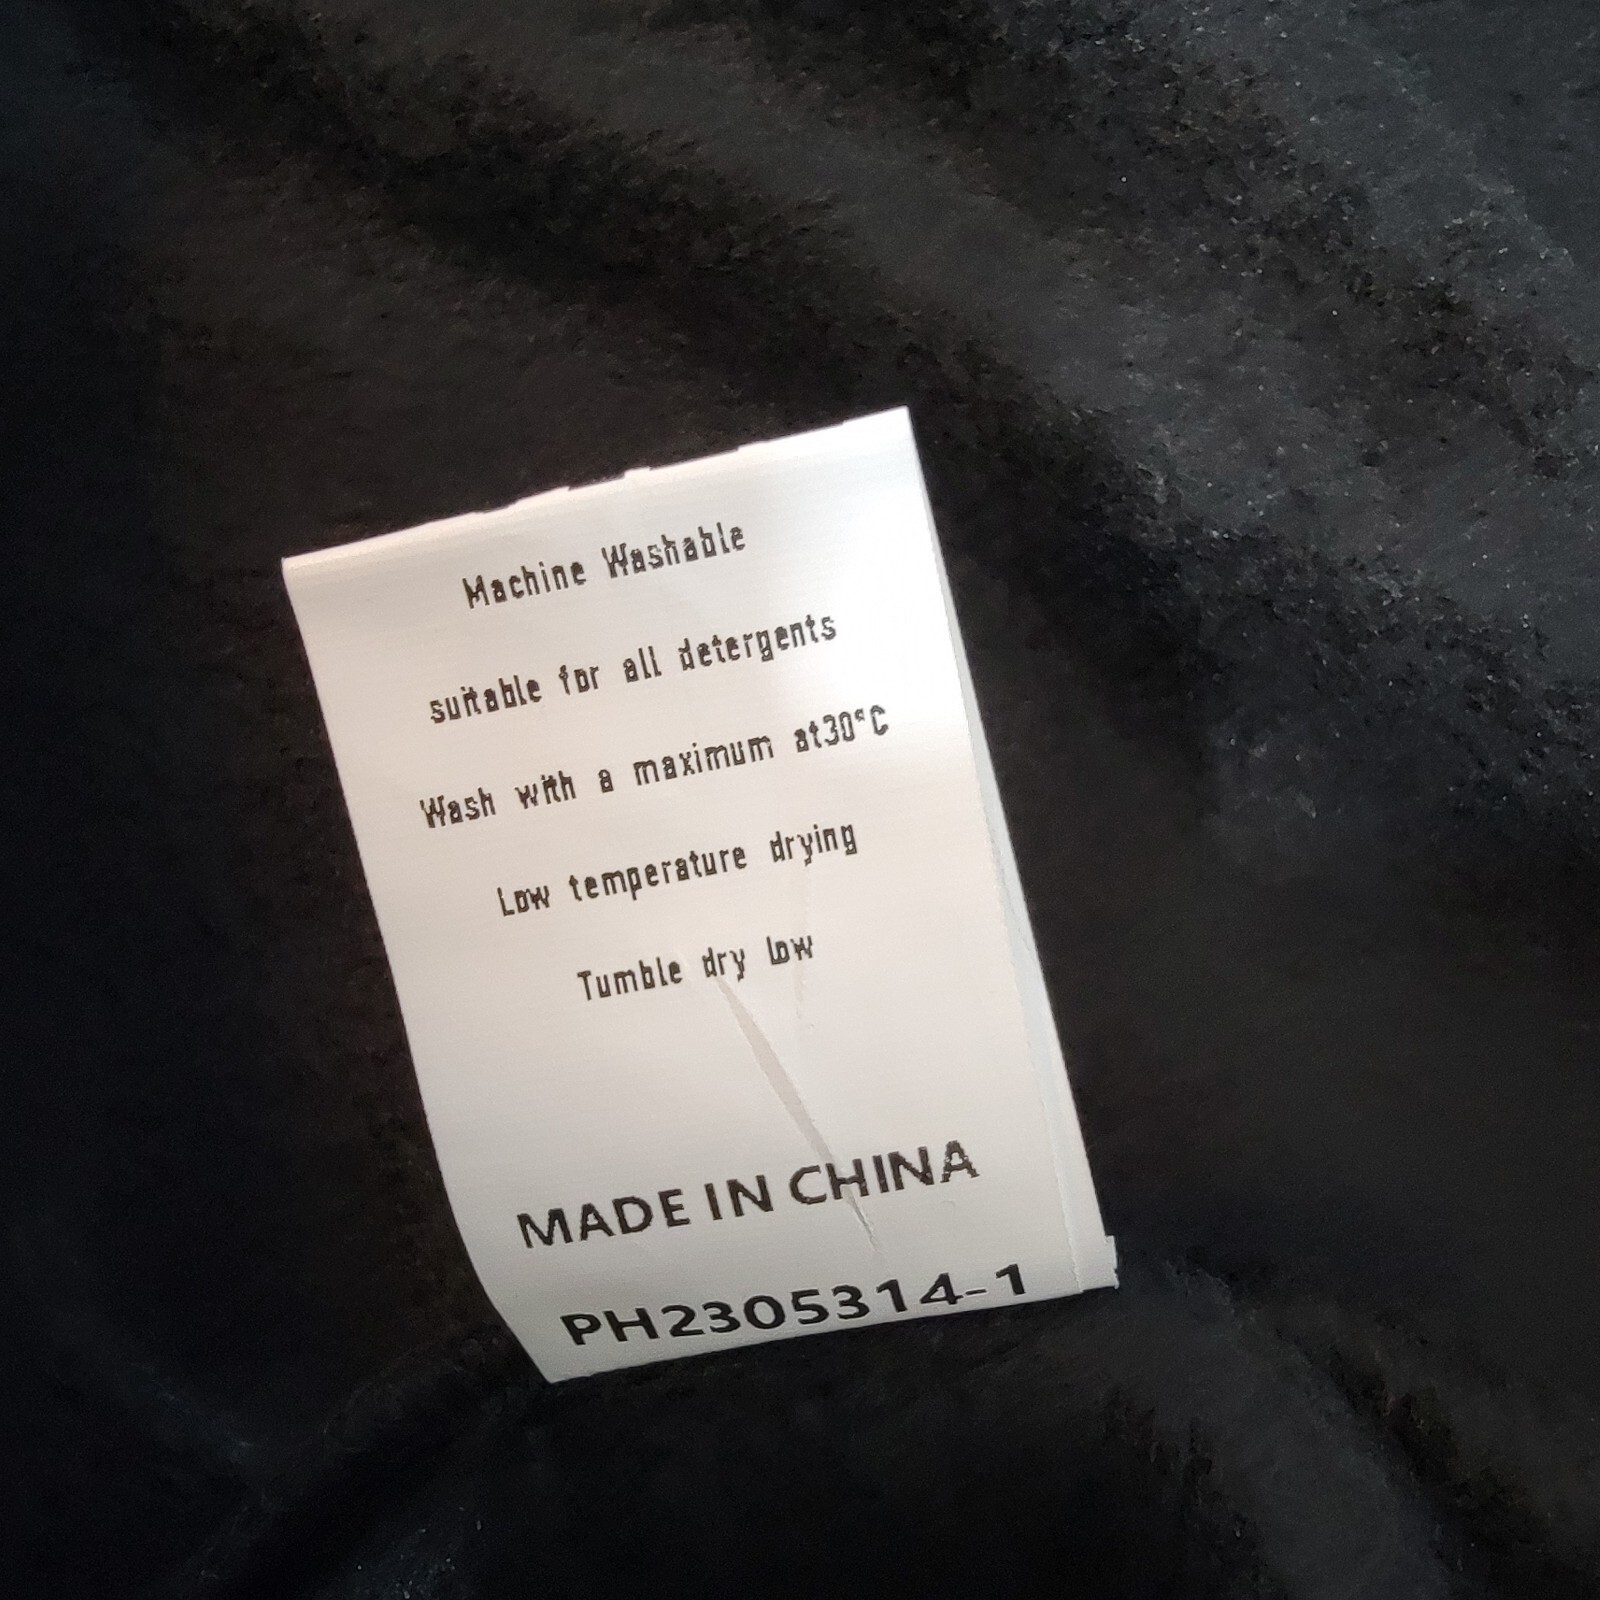 Machine Washable
suitable for all detergents
Wash with a maximum at30°C
Low temperature drying
Tumble dry low
MADE IN CHINA
PH2305314-1